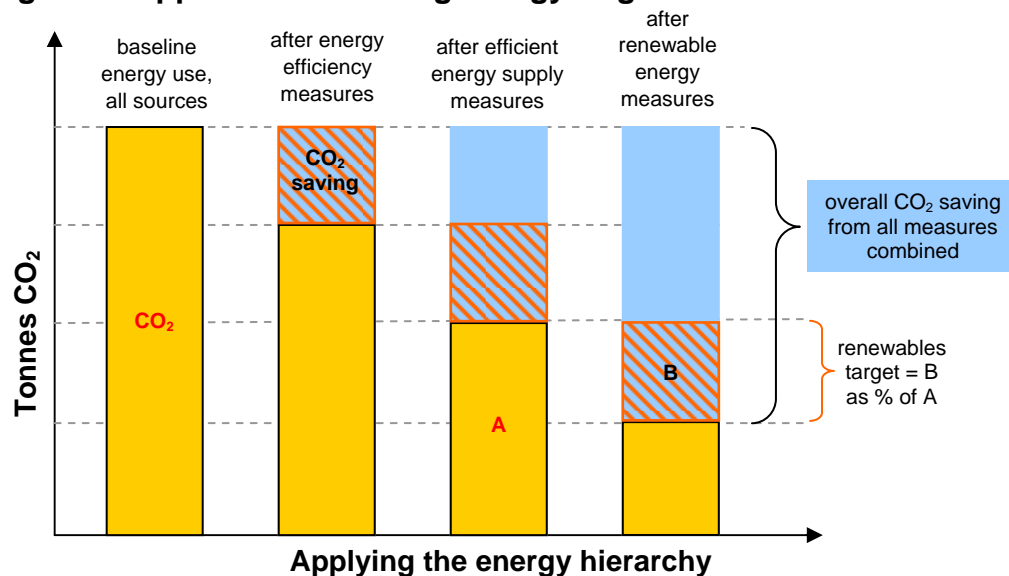 baseline
energy use,
all sources
after energy
efficiency
measures
after efficient
energy supply
measures
after
renewable
energy
measures
CO₂
saving
CO₂
A
B
overall CO₂ saving
from all measures
combined
renewables
target = B
as % of A
Tonnes CO₂
Applying the energy hierarchy